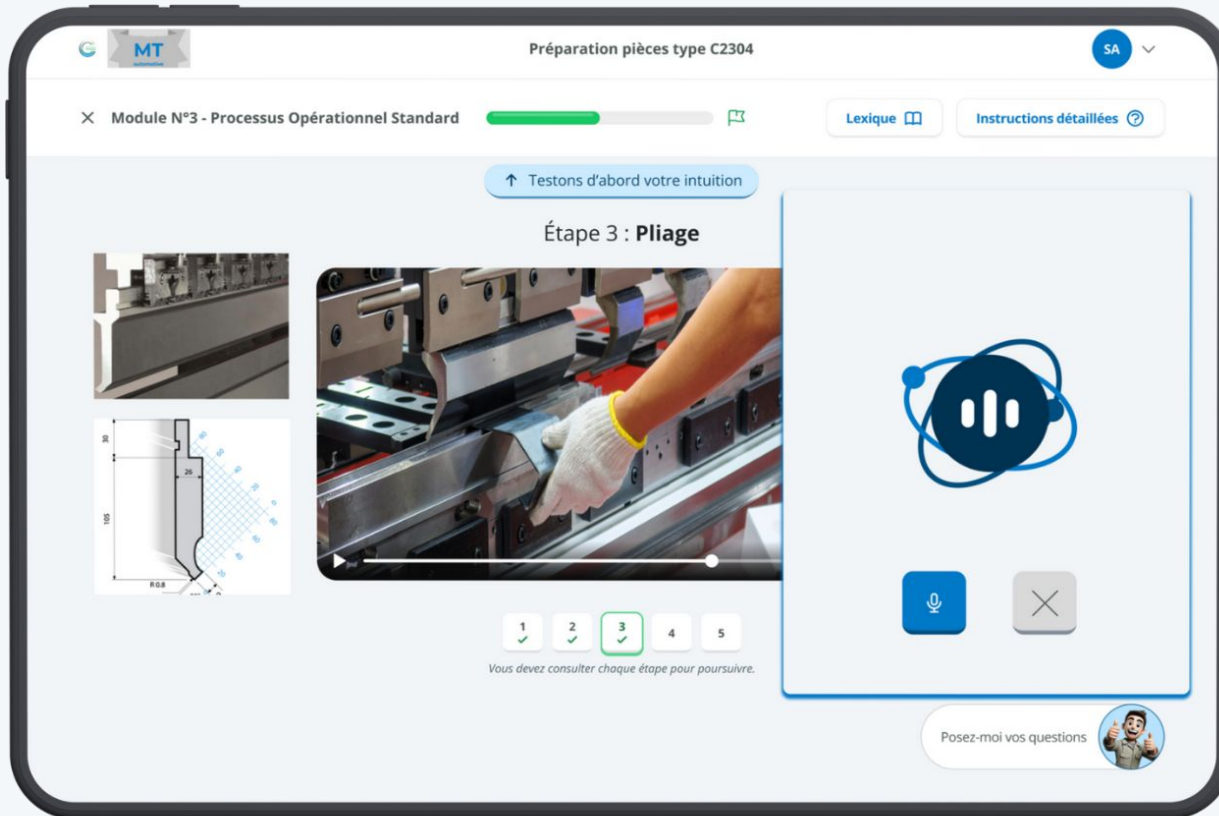 MT
automotive
Préparation pièces type C2304
SA
Module N°3 - Processus Opérationnel Standard
Lexique
Instructions détaillées
Testons d'abord votre intuition
Étape 3 : Pliage
30
26
105
R 0.8
1
2
3
4
5
Vous devez consulter chaque étape pour poursuivre.
Posez-moi vos questions